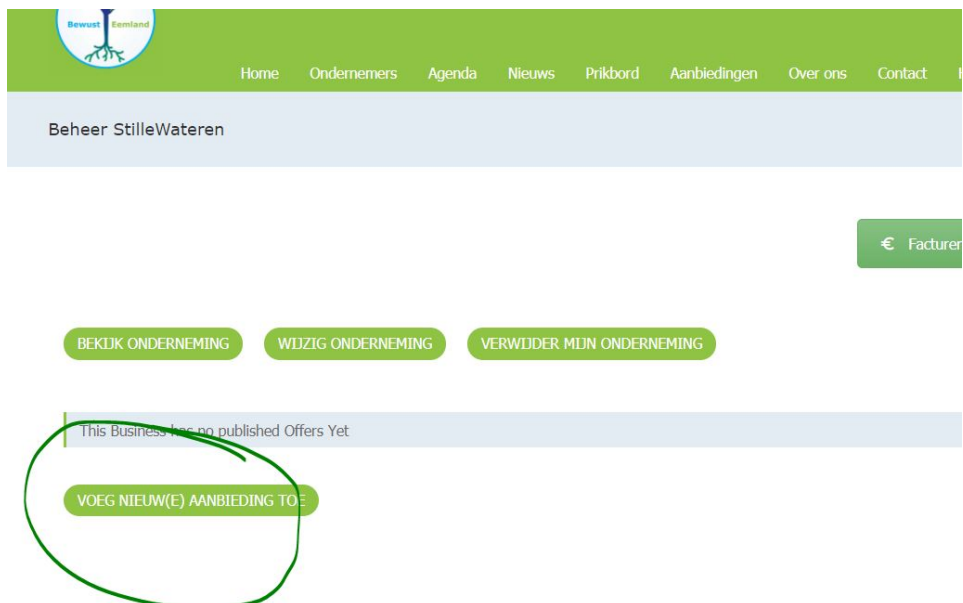 Bewust Eemland
Home Ondernemers Agenda Nieuws Prikbord Aanbiedingen Over ons Contact
Beheer StilleWateren
€ Facturen
BEKIJK ONDERNEMING WIJZIG ONDERNEMING VERWIJDER MIJN ONDERNEMING
This Business has no published Offers Yet
VOEG NIEUW(E) AANBIEDING TOE